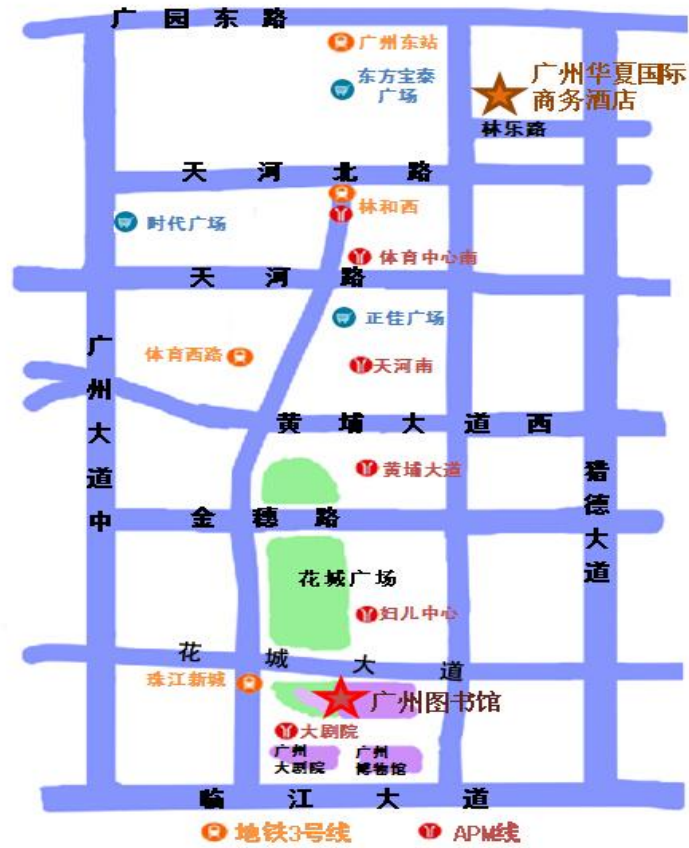 广园东路
广州东站
东方宝泰
广场
广州华夏国际
商务酒店
林乐路
天河北路
林和西
时代广场
体育中心南
天河路
正佳广场
体育西路
天河南
广州大道中
黄埔大道西
黄埔大道
猎德大道
金穗路
花城广场
妇儿中心
花城大道
珠江新城
广州图书馆
大剧院
广州
大剧院
广州
博物馆
临江大道
地铁3号线
APM线